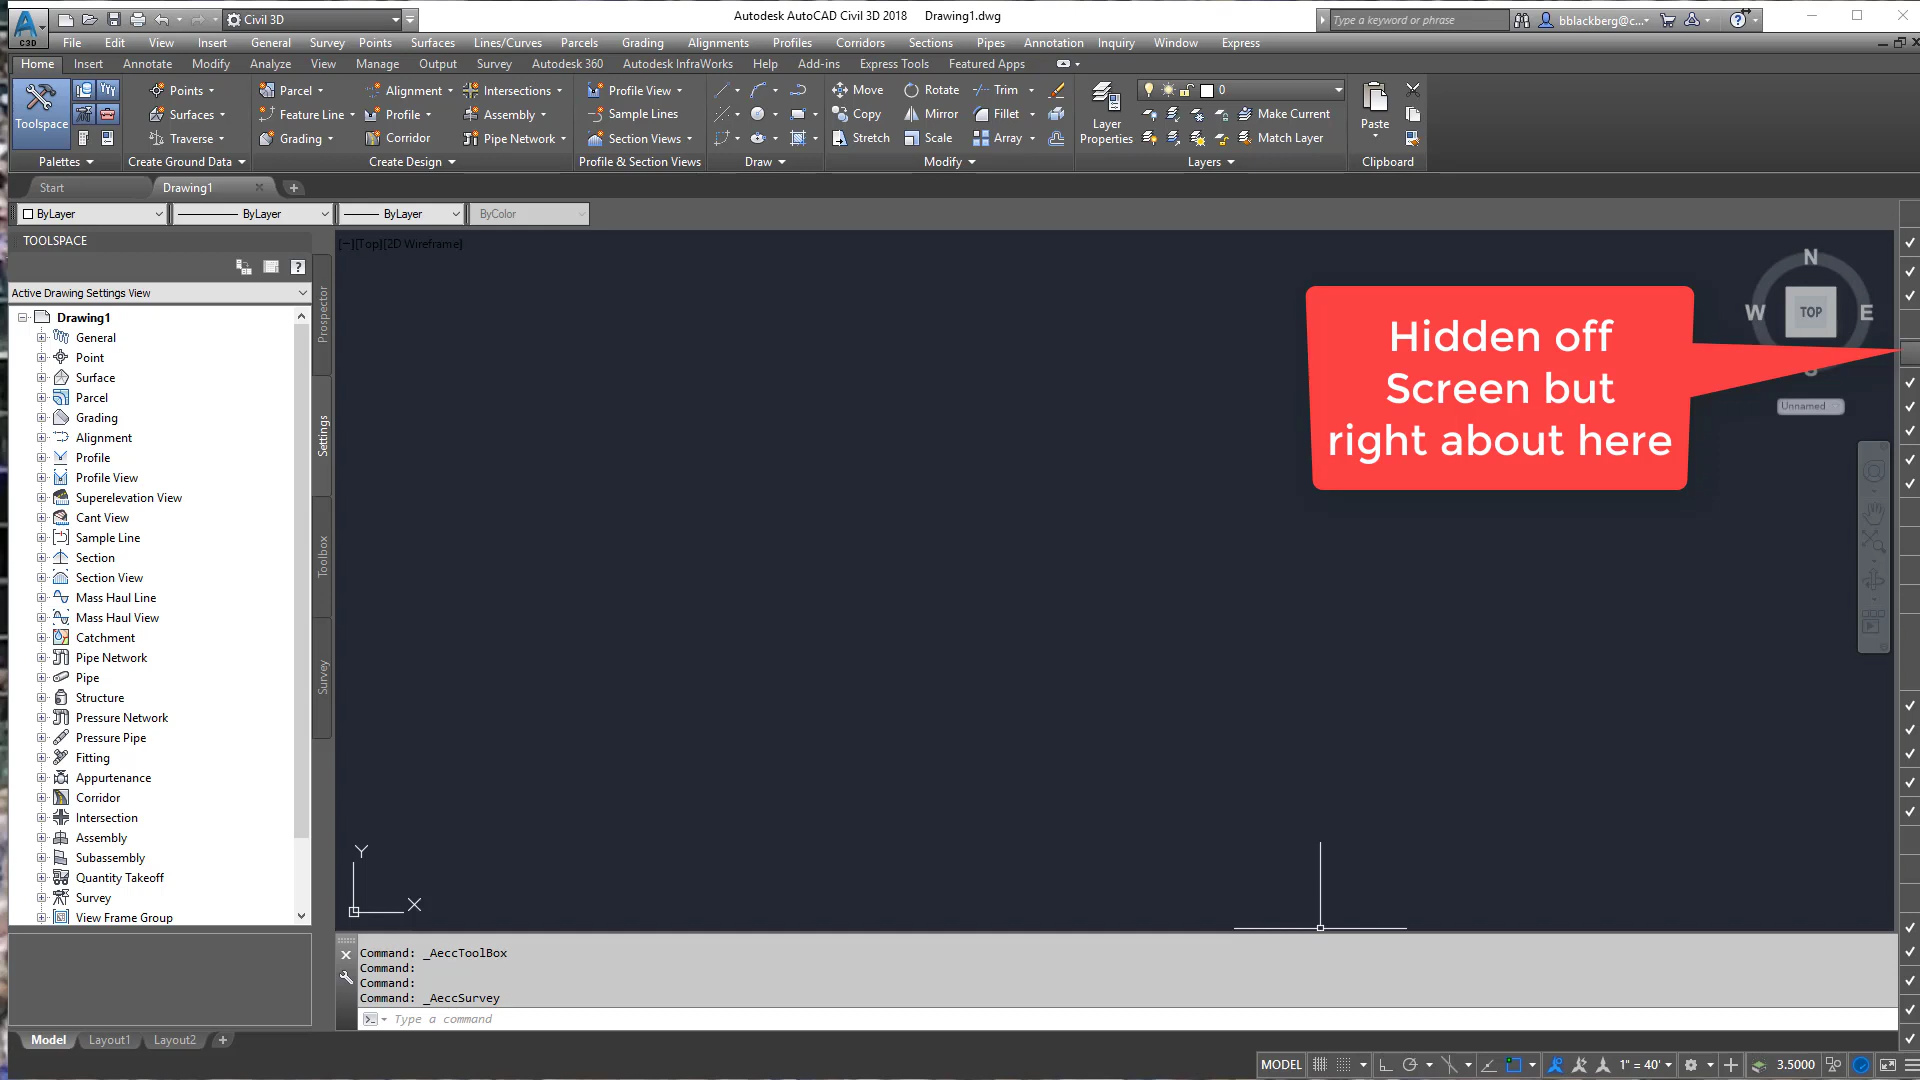 Civil 3D
Autodesk AutoCAD Civil 3D 2018 Drawing1.dwg
Type a keyword or phrase
bblackberg@c...
C3D
File Edit View Insert General Survey Points Surfaces Lines/Curves Parcels Grading Alignments Profiles Corridors Sections Pipes Annotation Inquiry Window Express
Home Insert Annotate Modify Analyze View Manage Output Survey Autodesk 360 Autodesk InfraWorks Help Add-ins Express Tools Featured Apps
Points Parcel Alignment Intersections Profile View Move Rotate Trim 0
Toolspace Surfaces Feature Line Profile Assembly Sample Lines Copy Mirror Fillet Layer Properties Make Current Paste
Traverse Grading Corridor Pipe Network Section Views Stretch Scale Array Match Layer
Palettes Create Ground Data Create Design Profile & Section Views Draw Modify Layers Clipboard
Start Drawing1
ByLayer ByLayer ByLayer ByColor
TOOLSPACE
[−][Top][2D Wireframe]
Active Drawing Settings View
Drawing1
General
Point
Surface
Parcel
Grading
Alignment
Profile
Profile View
Superelevation View
Cant View
Sample Line
Section
Section View
Mass Haul Line
Mass Haul View
Catchment
Pipe Network
Pipe
Structure
Pressure Network
Pressure Pipe
Fitting
Appurtenance
Corridor
Intersection
Assembly
Subassembly
Quantity Takeoff
Survey
View Frame Group
Prospector
Settings
Toolbox
Survey
Hidden off
Screen but
right about here
N
W TOP E
S
Unnamed
Y
X
Command: _AeccToolBox
Command:
Command:
Command: _AeccSurvey
Type a command
Model Layout1 Layout2
MODEL 1" = 40' 3.5000